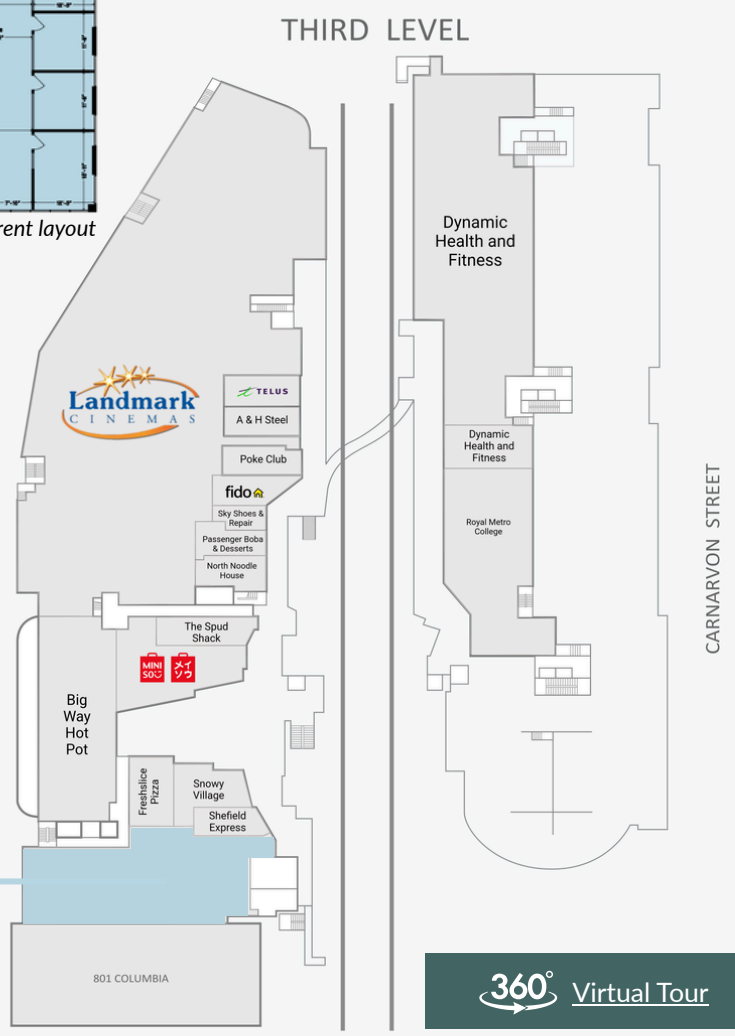 THIRD LEVEL
rent layout
Dynamic
Health and
Fitness
Landmark
CINEMAS
TELUS
A & H Steel
Poke Club
fido
Sky Shoes &
Repair
Passenger Boba
& Desserts
North Noodle
House
Dynamic
Health and
Fitness
Royal Metro
College
CARNARVON STREET
The Spud
Shack
MINI
SO
メイ
ソウ
Big
Way
Hot
Pot
Freshslice
Pizza
Snowy
Village
Shefield
Express
801 COLUMBIA
360°
Virtual Tour